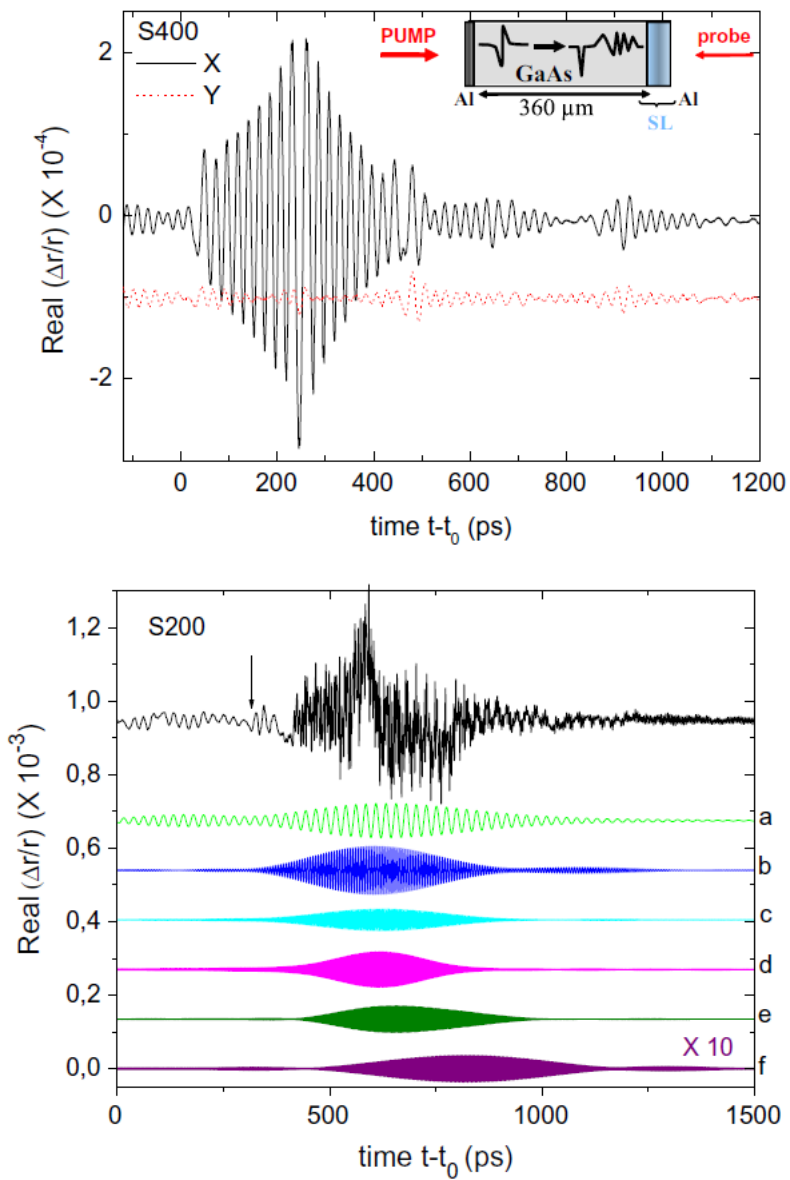 S400
X
Y
PUMP
probe
GaAs
Al
360 µm
Al
SL
2
0
-2
Real (Δr/r) (X 10⁻⁴)
0 200 400 600 800 1000 1200
time t-t₀ (ps)
S200
1,2
1,0
0,8
0,6
0,4
0,2
0,0
Real (Δr/r) (X 10⁻³)
a
b
c
d
e
X 10
f
0 500 1000 1500
time t-t₀ (ps)